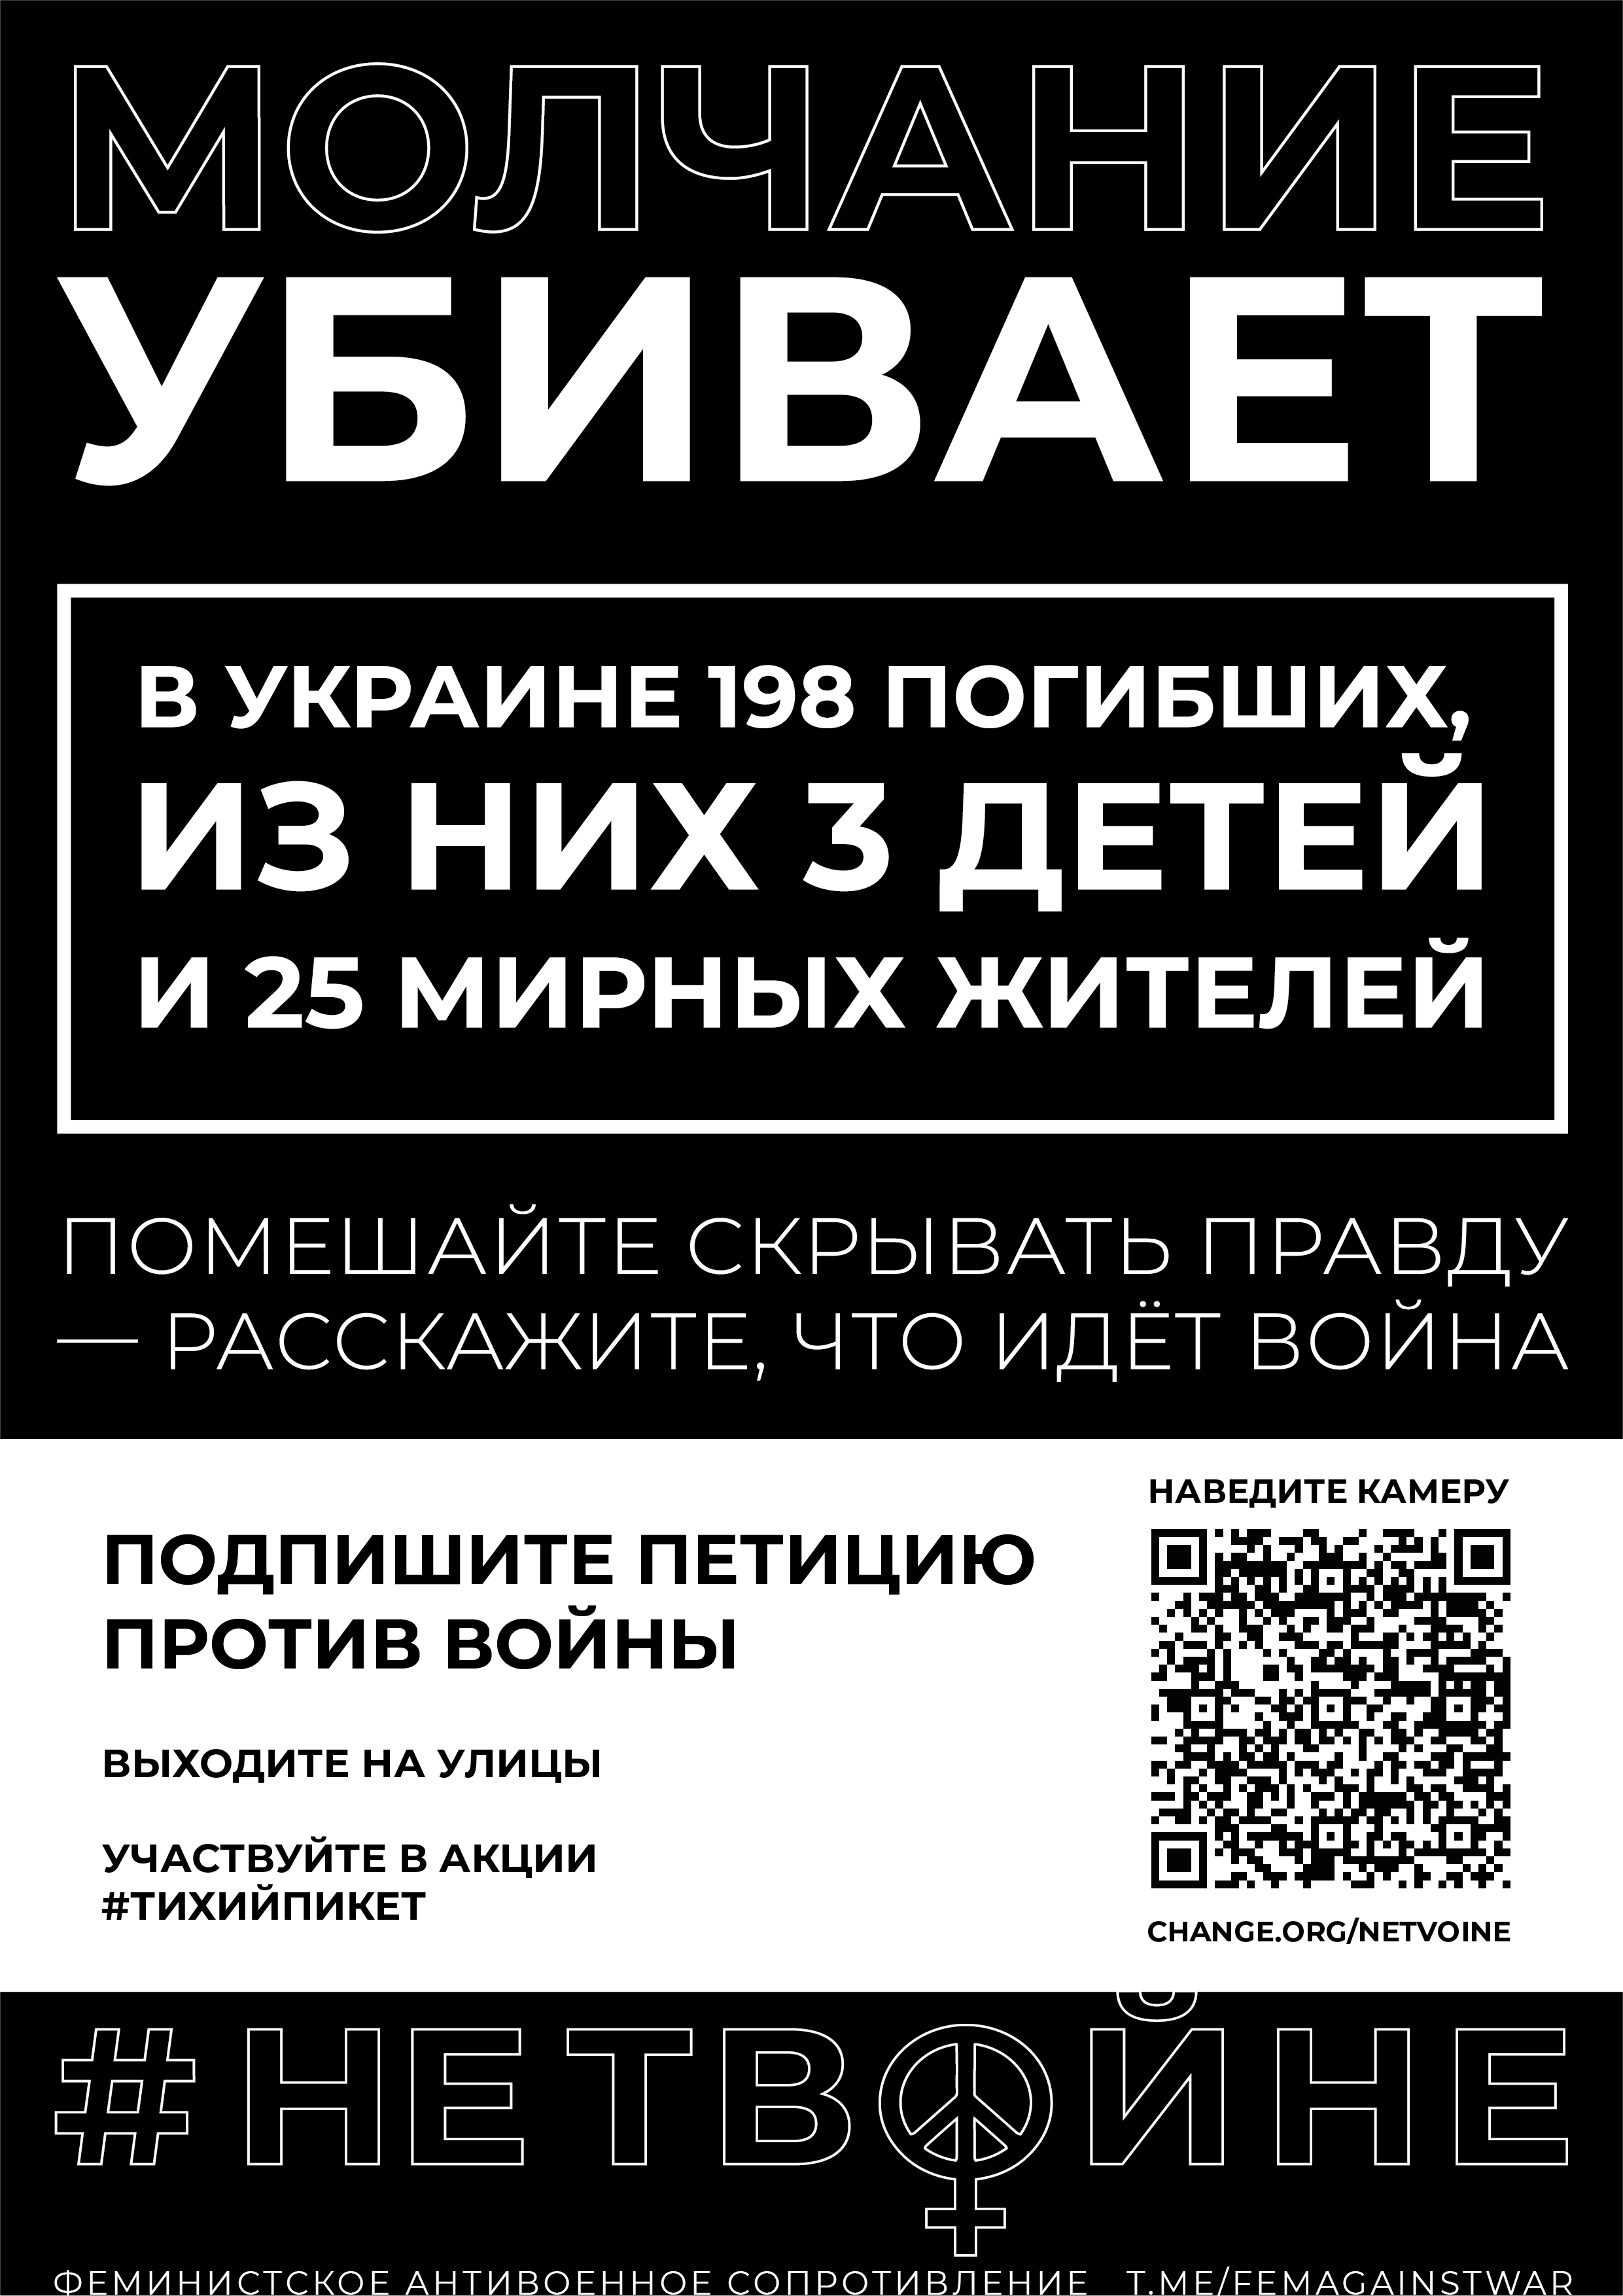 МОЛЧАНИЕ
УБИВАЕТ
В УКРАИНЕ 198 ПОГИБШИХ,
ИЗ НИХ 3 ДЕТЕЙ
И 25 МИРНЫХ ЖИТЕЛЕЙ
ПОМЕШАЙТЕ СКРЫВАТЬ ПРАВДУ
— РАССКАЖИТЕ, ЧТО ИДЁТ ВОЙНА
НАВЕДИТЕ КАМЕРУ
ПОДПИШИТЕ ПЕТИЦИЮ
ПРОТИВ ВОЙНЫ
ВЫХОДИТЕ НА УЛИЦЫ
УЧАСТВУЙТЕ В АКЦИИ
#ТИХИЙПИКЕТ
CHANGE.ORG/NETVOINE
#НЕТВОЙНЕ
ФЕМИНИСТСКОЕ АНТИВОЕННОЕ СОПРОТИВЛЕНИЕ T.ME/FEMAGAINSTWAR